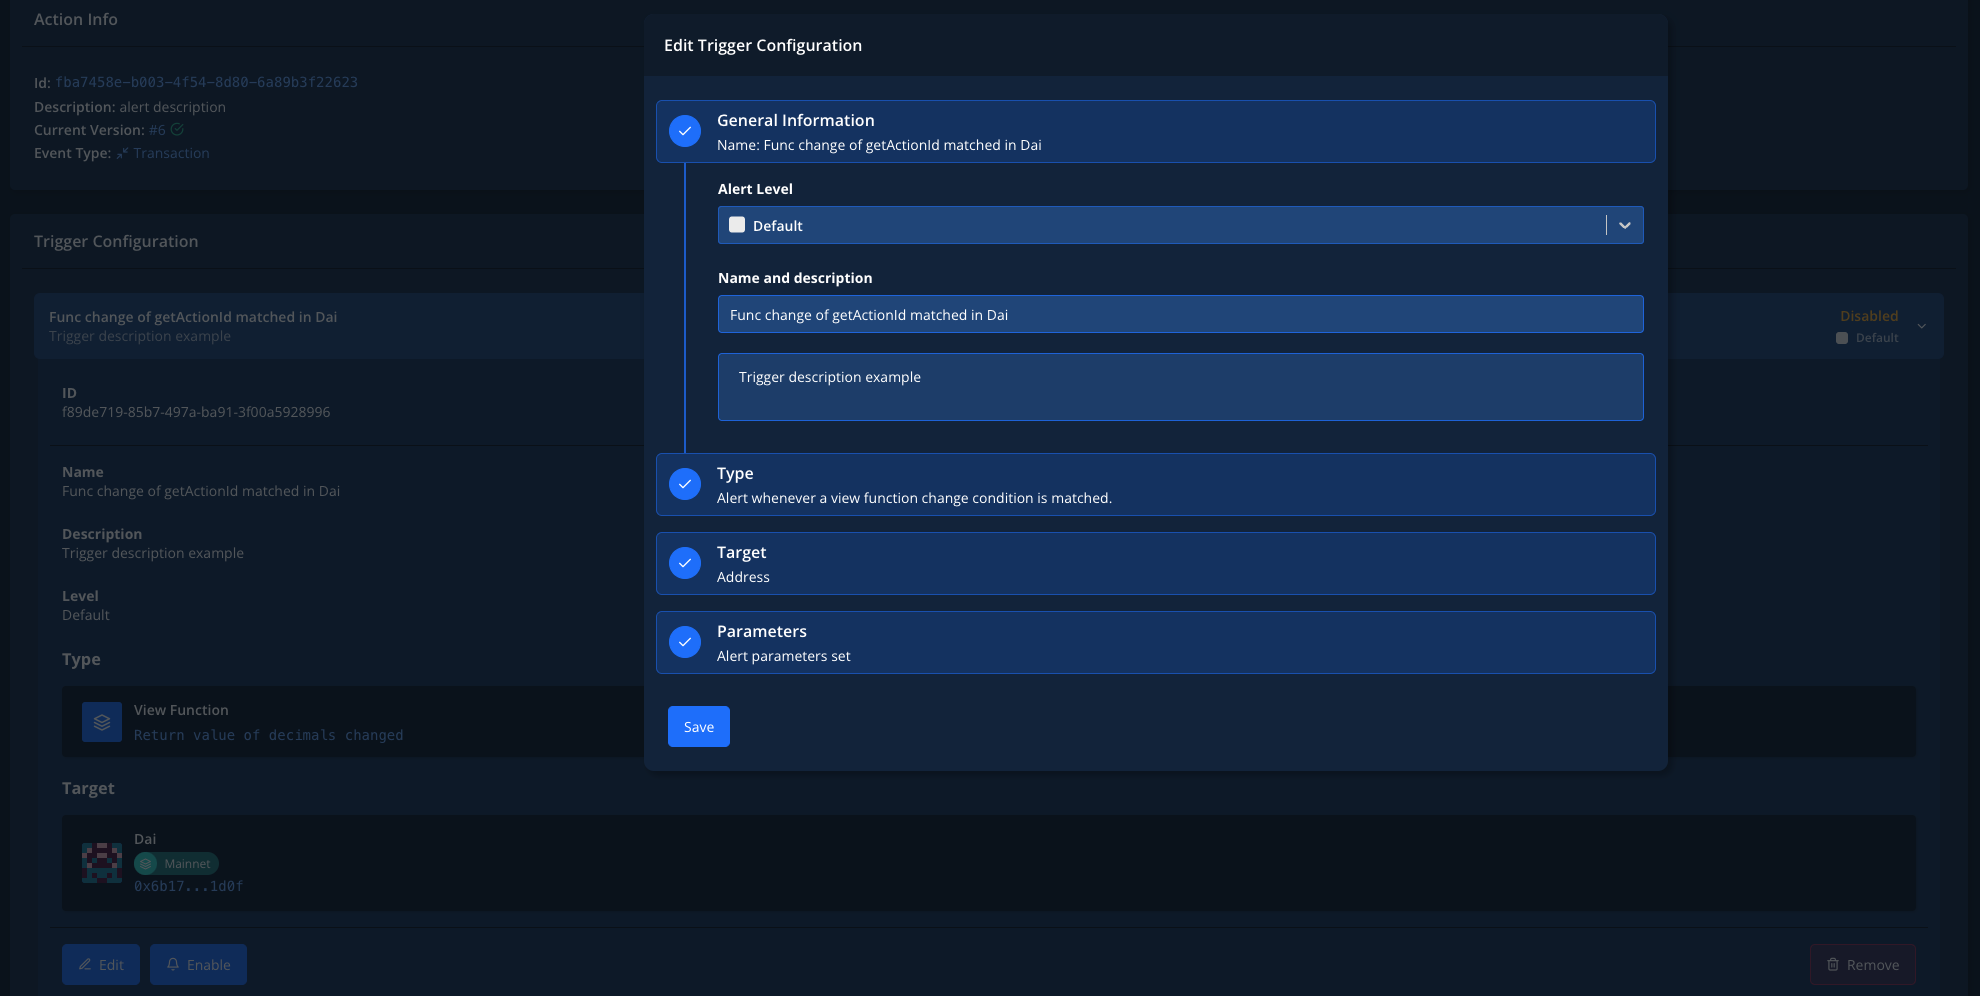 Action Info
Id: fba7458e-b003-4f54-8d80-6a89b3f22623
Description: alert description
Current Version: #6
Event Type: Transaction
Trigger Configuration
Func change of getActionId matched in Dai
Trigger description example
Disabled
Default
ID
f89de719-85b7-497a-ba91-3f00a5928996
Name
Func change of getActionId matched in Dai
Description
Trigger description example
Level
Default
Type
View Function
Return value of decimals changed
Target
Dai
Mainnet
0x6b17...1d0f
Edit
Enable
Remove
Edit Trigger Configuration
General Information
Name: Func change of getActionId matched in Dai
Alert Level
Default
Name and description
Func change of getActionId matched in Dai
Trigger description example
Type
Alert whenever a view function change condition is matched.
Target
Address
Parameters
Alert parameters set
Save